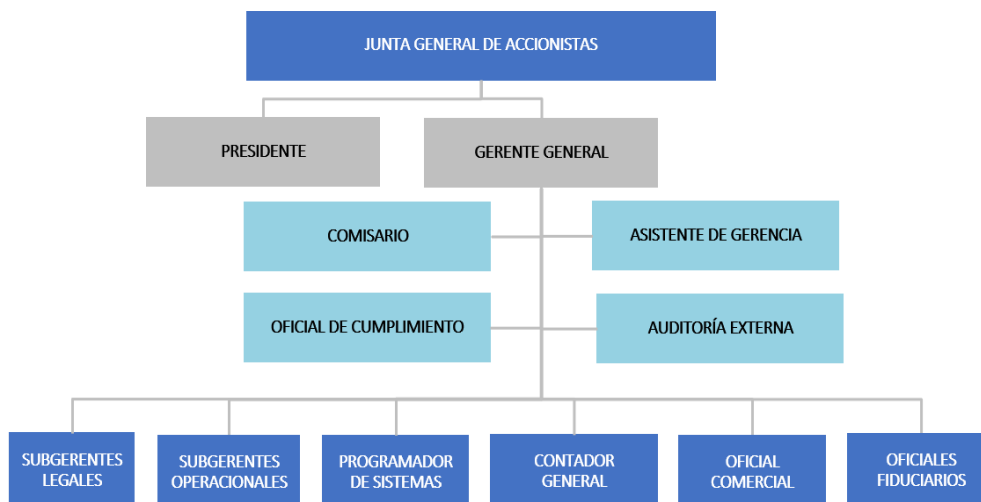 JUNTA GENERAL DE ACCIONISTAS
PRESIDENTE
GERENTE GENERAL
COMISARIO
ASISTENTE DE GERENCIA
OFICIAL DE CUMPLIMIENTO
AUDITORÍA EXTERNA
SUBGERENTES
LEGALES
SUBGERENTES
OPERACIONALES
PROGRAMADOR
DE SISTEMAS
CONTADOR
GENERAL
OFICIAL
COMERCIAL
OFICIALES
FIDUCIARIOS